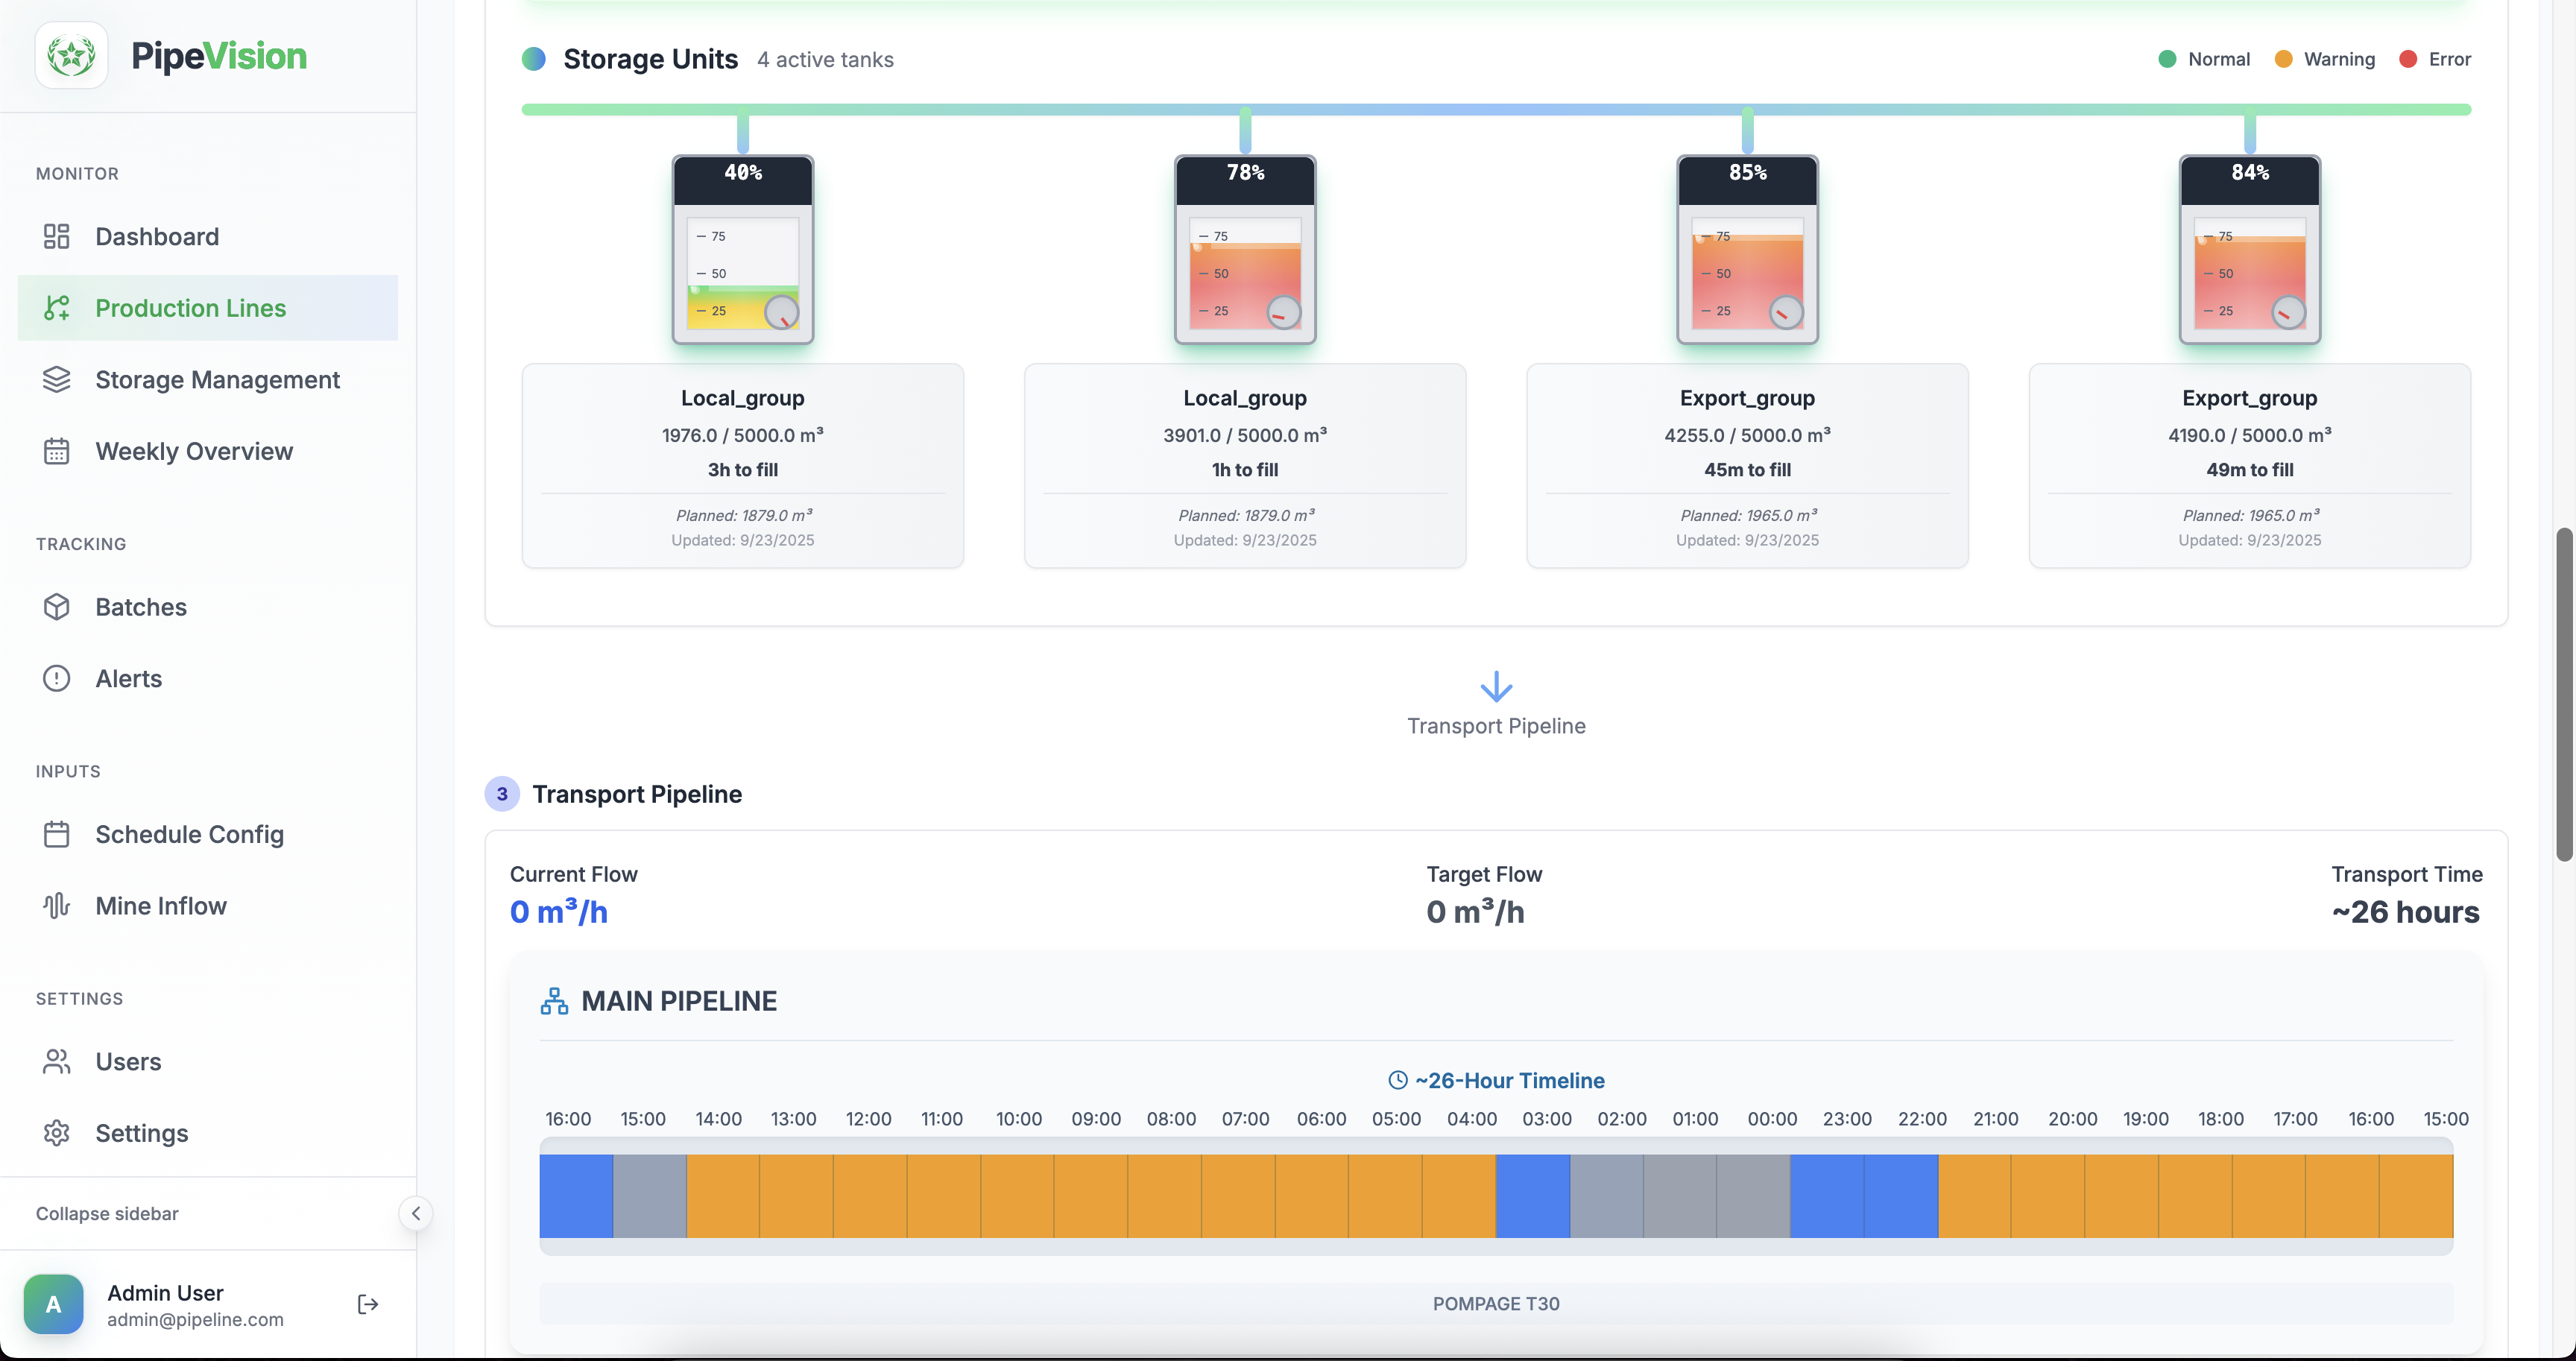 PipeVision
MONITOR
Dashboard
Production Lines
Storage Management
Weekly Overview
TRACKING
Batches
Alerts
INPUTS
Schedule Config
Mine Inflow
SETTINGS
Users
Settings
Collapse sidebar
A
Admin User
admin@pipeline.com
Storage Units 4 active tanks
Normal Warning Error
40%
75
50
25
Local_group
1976.0 / 5000.0 m³
3h to fill
Planned: 1879.0 m³
Updated: 9/23/2025
78%
75
50
25
Local_group
3901.0 / 5000.0 m³
1h to fill
Planned: 1879.0 m³
Updated: 9/23/2025
85%
75
50
25
Export_group
4255.0 / 5000.0 m³
45m to fill
Planned: 1965.0 m³
Updated: 9/23/2025
84%
75
50
25
Export_group
4190.0 / 5000.0 m³
49m to fill
Planned: 1965.0 m³
Updated: 9/23/2025
Transport Pipeline
3 Transport Pipeline
Current Flow
0 m³/h
Target Flow
0 m³/h
Transport Time
~26 hours
MAIN PIPELINE
~26-Hour Timeline
16:00 15:00 14:00 13:00 12:00 11:00 10:00 09:00 08:00 07:00 06:00 05:00 04:00 03:00 02:00 01:00 00:00 23:00 22:00 21:00 20:00 19:00 18:00 17:00 16:00 15:00
POMPAGE T30